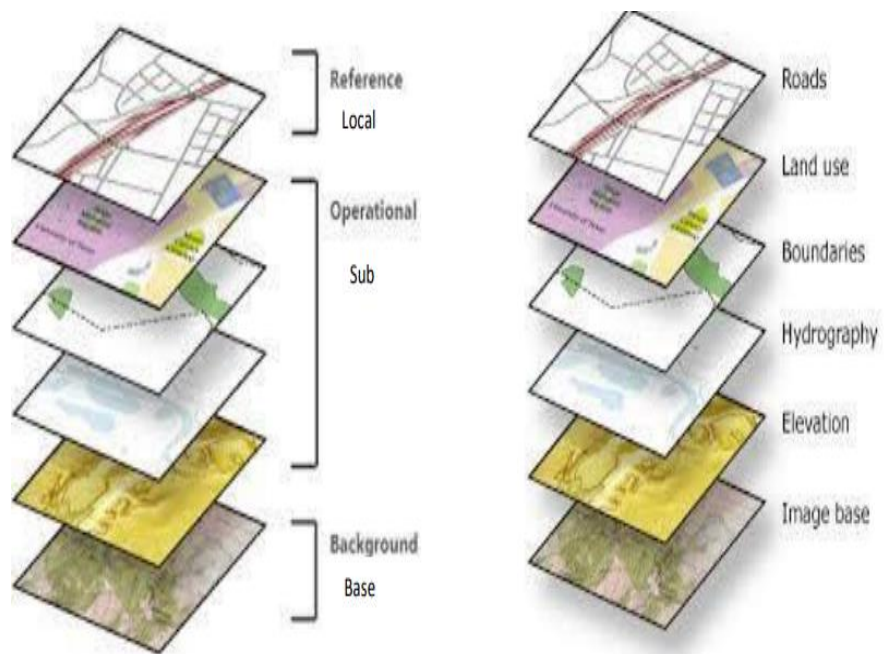 Reference
Local
Operational
Sub
Background
Base
Roads
Land use
Boundaries
Hydrography
Elevation
Image base